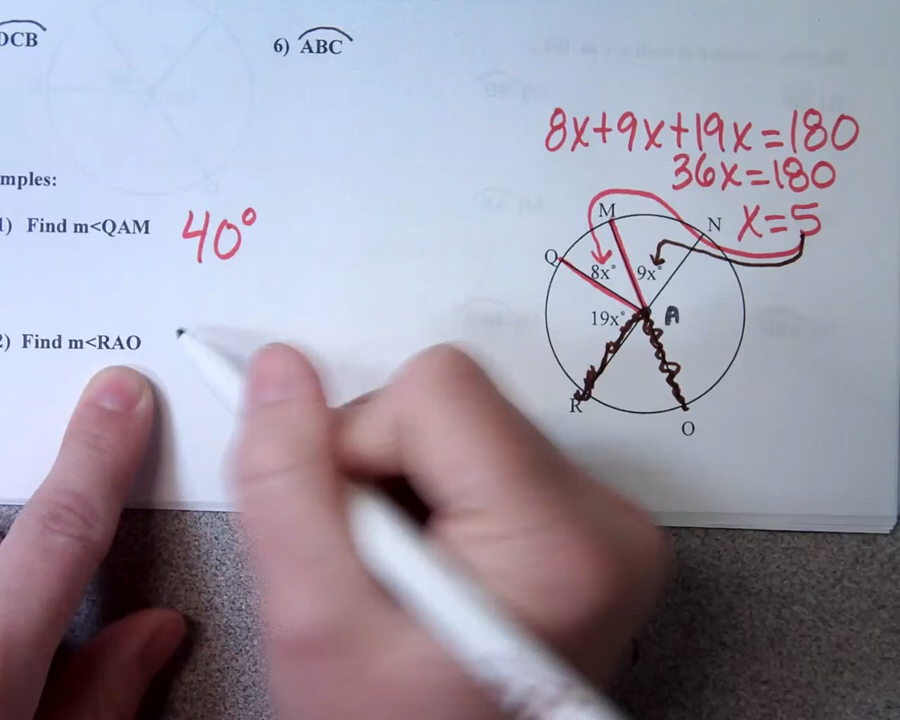 DCB
6) ABC
8x+9x+19x=180
36x=180
x=5
mples:
1) Find m<QAM 40°
M
N
Q
8x°
9x°
19x°
A
2) Find m<RAO
R
O